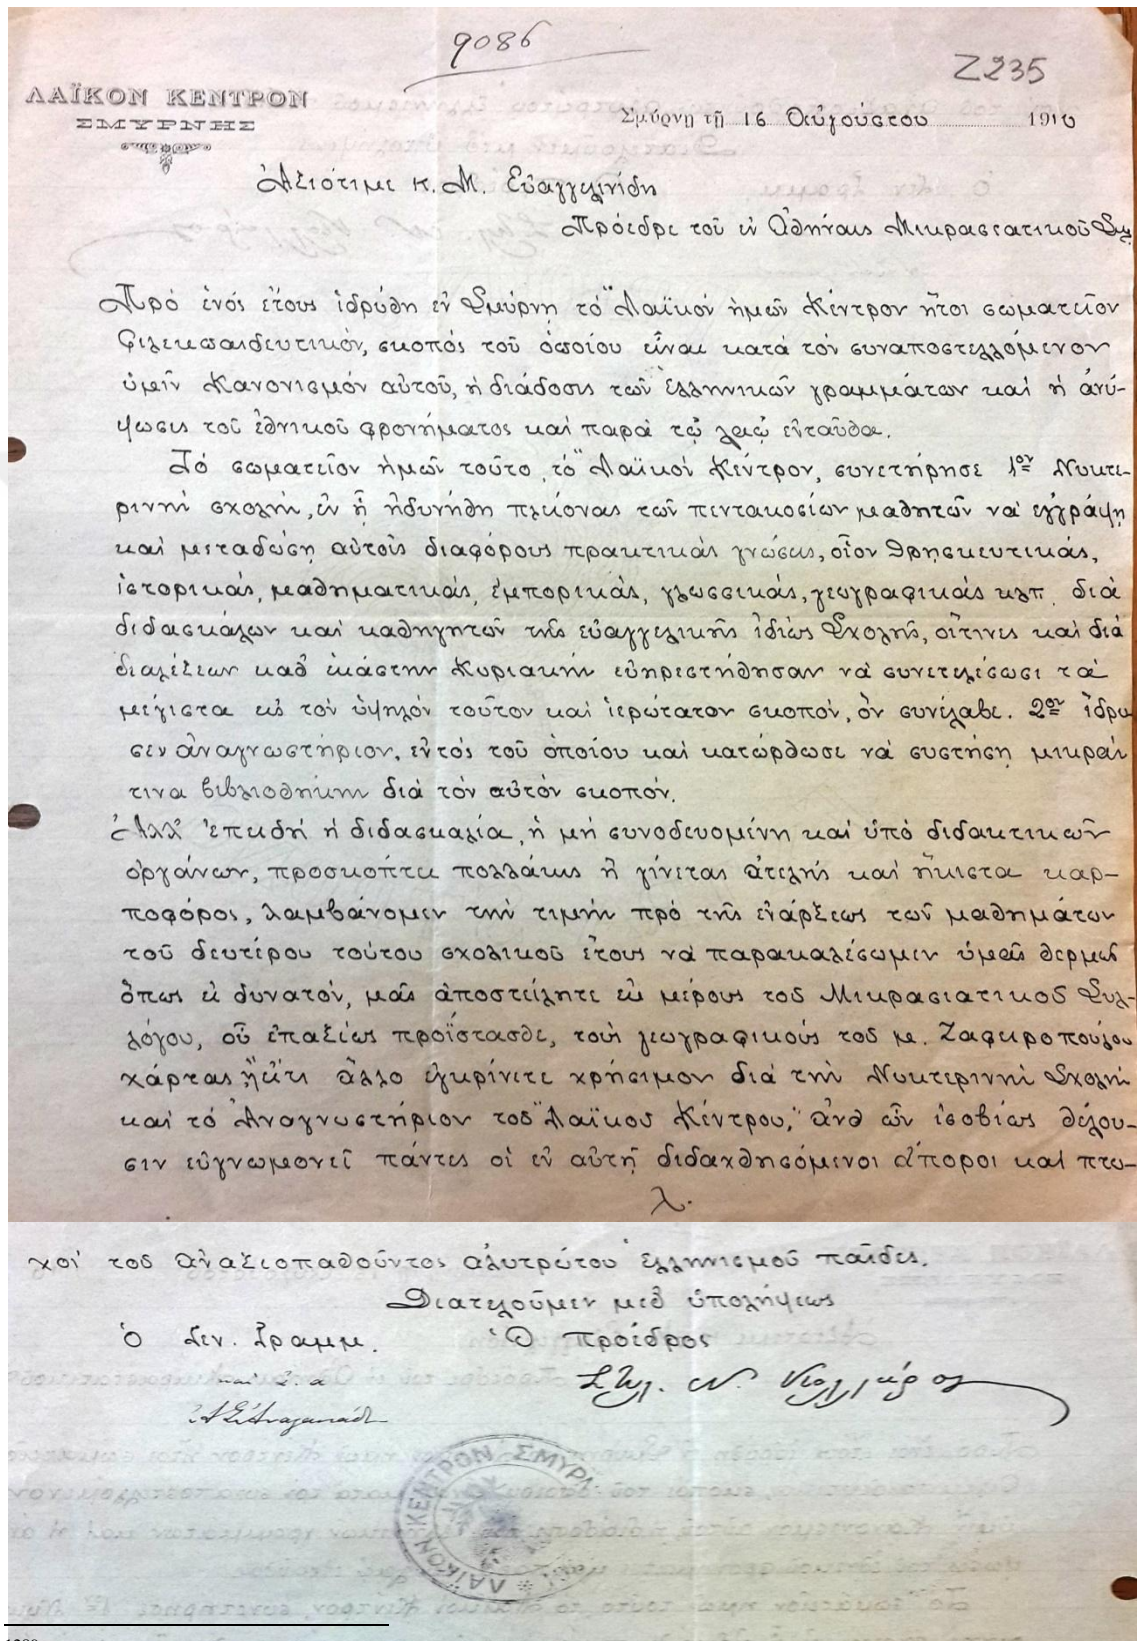 9086
Ζ235
ΛΑΪΚΟΝ ΚΕΝΤΡΟΝ
ΣΜΥΡΝΗΣ
Σμύρνῃ τῇ 16 Αὐγούστου 1910
Ἀξιότιμε κ. Μ. Εὐαγγελινίδη
Πρόεδρε τοῦ ἐν Ἀθήναις Μικρασιατικοῦ Συλ.
Πρό ἑνός ἔτους ἱδρύθη ἐν Σμύρνῃ τό "Λαϊκόν ἡμῶν Κέντρον ἤτοι σωματεῖον
Φιλεκπαιδευτικόν, σκοπός τοῦ ὁποίου εἶναι κατά τόν συναποστελλόμενον
ὑμῖν Κανονισμόν αὐτοῦ, ἡ διάδοσις τῶν ἑλληνικῶν γραμμάτων καί ἡ ἀνύ-
ψωσις τοῦ ἐθνικοῦ φρονήματος καί παρά τῷ λαῷ ἐνταῦθα.
Τό σωματεῖον ἡμῶν τοῦτο, τό "Λαϊκόν Κέντρον, συνετήρησε 1ον Νυκτε-
ρινήν σχολήν, ἐν ᾗ ἠδυνήθη πλείονας τῶν πεντακοσίων μαθητῶν νά ἐγγράψῃ
καί μεταδώσῃ αὐτοῖς διαφόρους πρακτικάς γνώσεις, οἷον θρησκευτικάς,
ἱστορικάς, μαθηματικάς, ἐμπορικάς, γλωσσικάς, γεωγραφικάς κλπ. διά
διδασκάλων καί καθηγητῶν τῆς εὐαγγελικῆς ἰδίως Σχολῆς, οἵτινες καί διά
διαλέξεων καθ' ἑκάστην Κυριακήν εὐηρεστήθησαν νά συνετελέσωσι τά
μέγιστα εἰς τόν ὑψηλόν τοῦτον καί ἱερώτατον σκοπόν, ὅν συνέλαβε. 2ον ἵδρυ-
σεν ἀναγνωστήριον, ἐντός τοῦ ὁποίου καί κατώρθωσε νά συστήσῃ μικράν
τινα βιβλιοθήκην διά τόν αὐτόν σκοπόν.
Ἀλλ' ἐπειδή ἡ διδασκαλία, ἡ μή συνοδευομένη καί ὑπό διδακτικῶν
ὀργάνων, προσκόπτει πολλάκις ἤ γίνεται ἀτελής καί ἥκιστα καρ-
ποφόρος, λαμβάνομεν τήν τιμήν πρό τῆς ἐνάρξεως τῶν μαθημάτων
τοῦ δευτέρου τούτου σχολικοῦ ἔτους νά παρακαλέσωμεν ὑμᾶς θερμῶς
ὅπως εἰ δυνατόν, μᾶς ἀποστείλητε ἐκ μέρους τοῦ Μικρασιατικοῦ Συλ-
λόγου, οὗ ἐπαξίως προΐστασθε, τούς γεωγραφικούς τοῦ κ. Ζαφειροπούλου
χάρτας ἤ εἴτι ἄλλο ἐγκρίνετε χρήσιμον διά τήν Νυκτερινήν Σχολήν
καί τό Ἀναγνωστήριον τοῦ "Λαϊκοῦ Κέντρου," ἀνθ' ὧν ἰσοβίως θέλου-
σιν εὐγνωμονεῖ πάντες οἱ ἐν αὐτῇ διδαχθησόμενοι ἄποροι καί πτω-
χοί τοῦ ἀναξιοπαθοῦντος ἀλυτρώτου ἑλληνισμοῦ παῖδες.
Διατελοῦμεν μεθ' ὑπολήψεως
Ὁ Γεν. Γραμμ. Ὁ πρόεδρος
ΛΑΪΚΟΝ ΚΕΝΤΡΟΝ ΣΜΥΡΝ